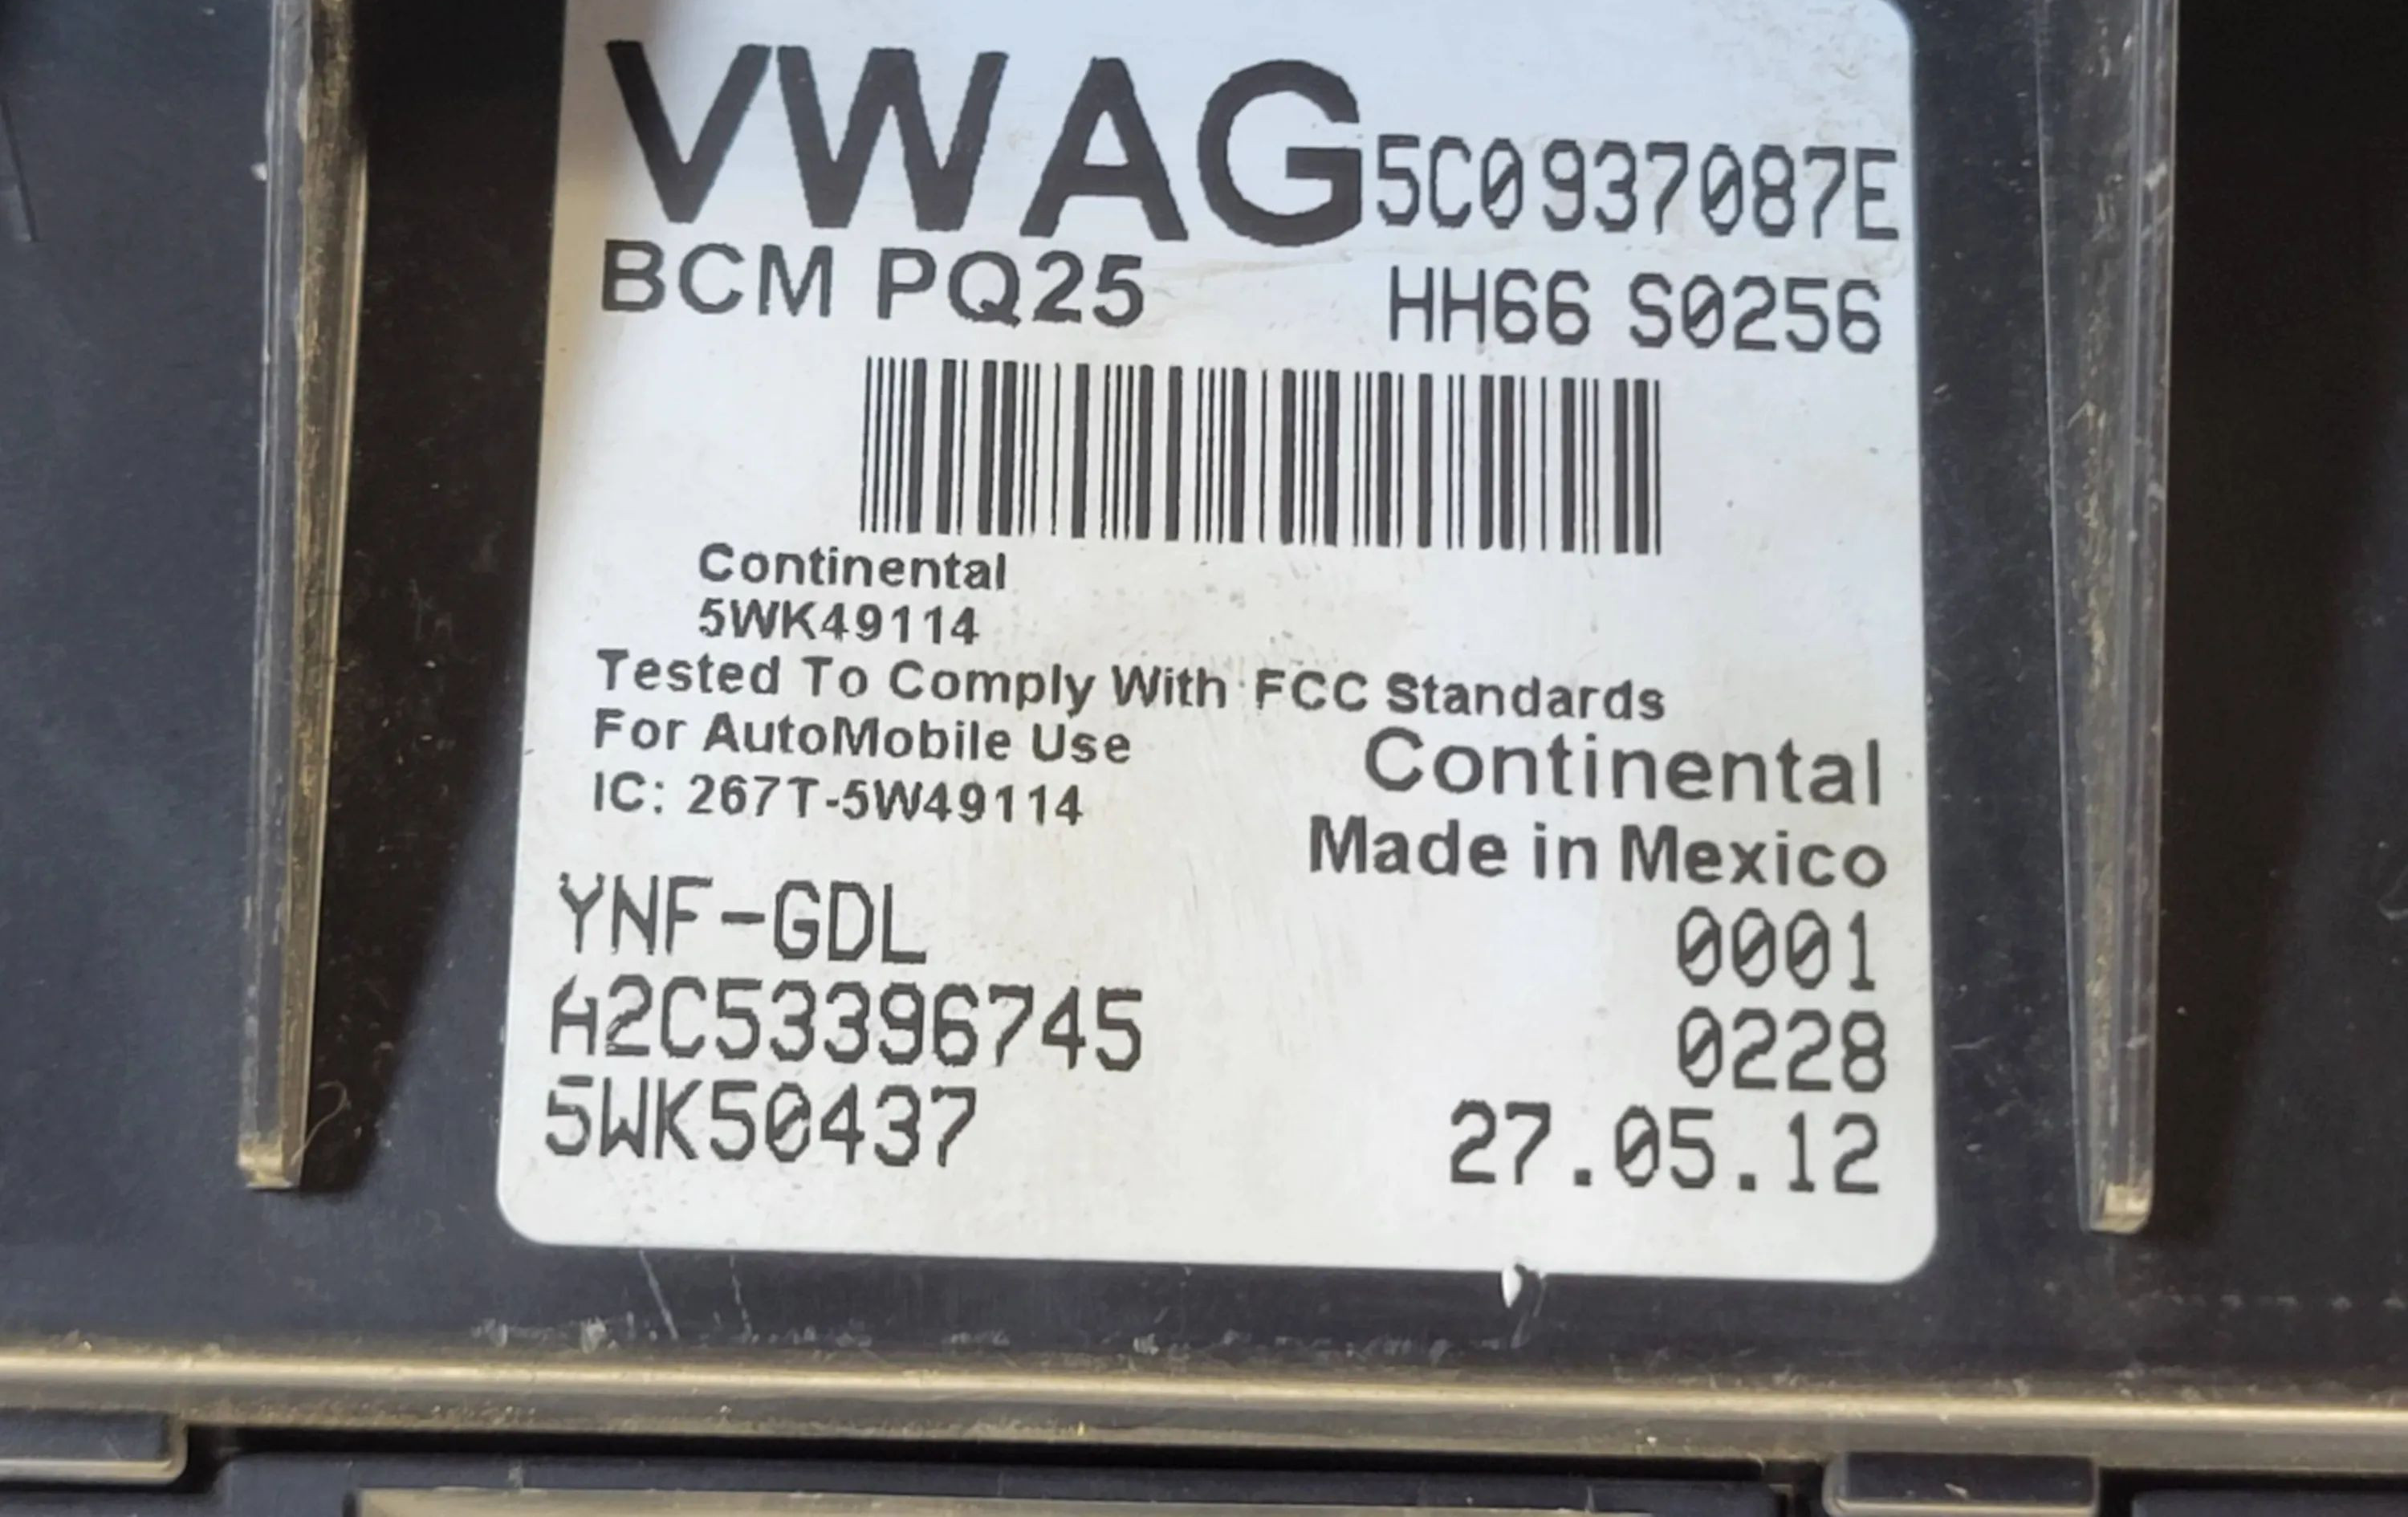 VWAG 5C0937087E
BCM PQ25 HH66 S0256
Continental
5WK49114
Tested To Comply With FCC Standards
For AutoMobile Use
IC: 267T-5W49114
Continental
Made in Mexico
YNF-GDL 0001
A2C53396745 0228
5WK50437 27.05.12